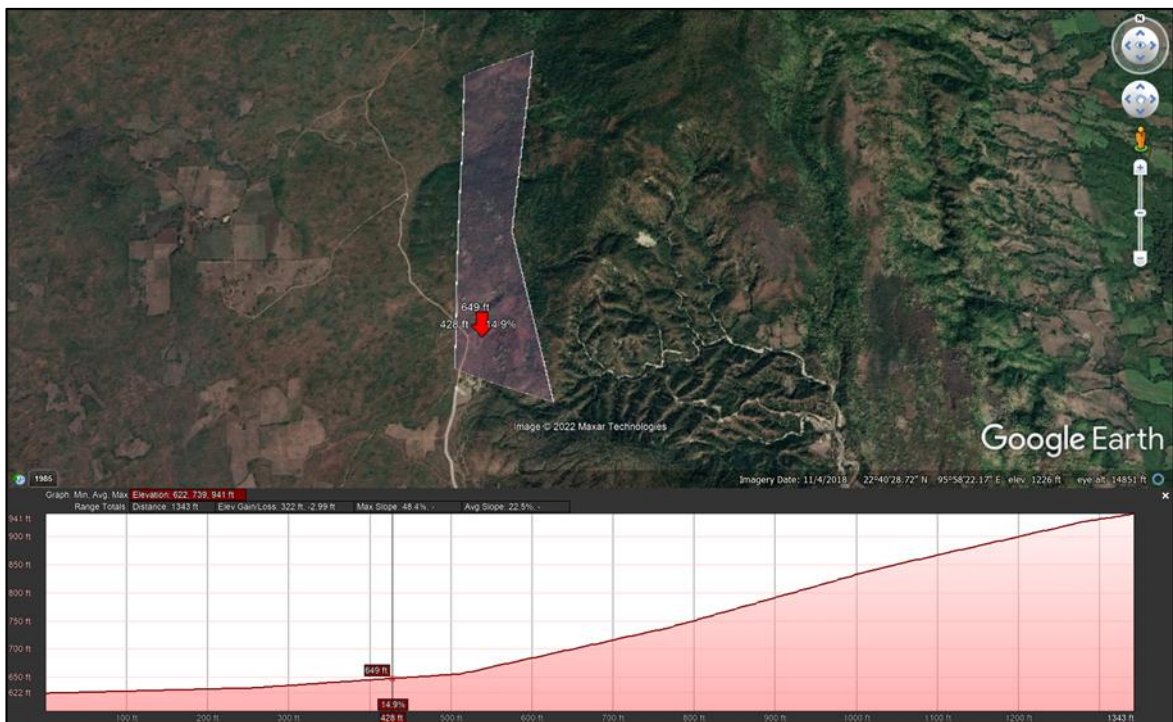 N
649 ft
428 ft 14.9%
Image © 2022 Maxar Technologies
Google Earth
1985
Imagery Date: 11/4/2018 22°40'28.72" N 95°58'22.17" E elev 1226 ft eye alt 14851 ft
Graph: Min, Avg, Max Elevation: 622, 739, 941 ft
Range Totals: Distance: 1343 ft Elev Gain/Loss: 322 ft, -2.99 ft Max Slope: 48.4%, - Avg Slope: 22.5%, -
941 ft
900 ft
850 ft
800 ft
750 ft
700 ft
650 ft
622 ft
649 ft
14.9%
100 ft 200 ft 300 ft 428 ft 500 ft 600 ft 700 ft 800 ft 900 ft 1000 ft 1100 ft 1200 ft 1343 ft